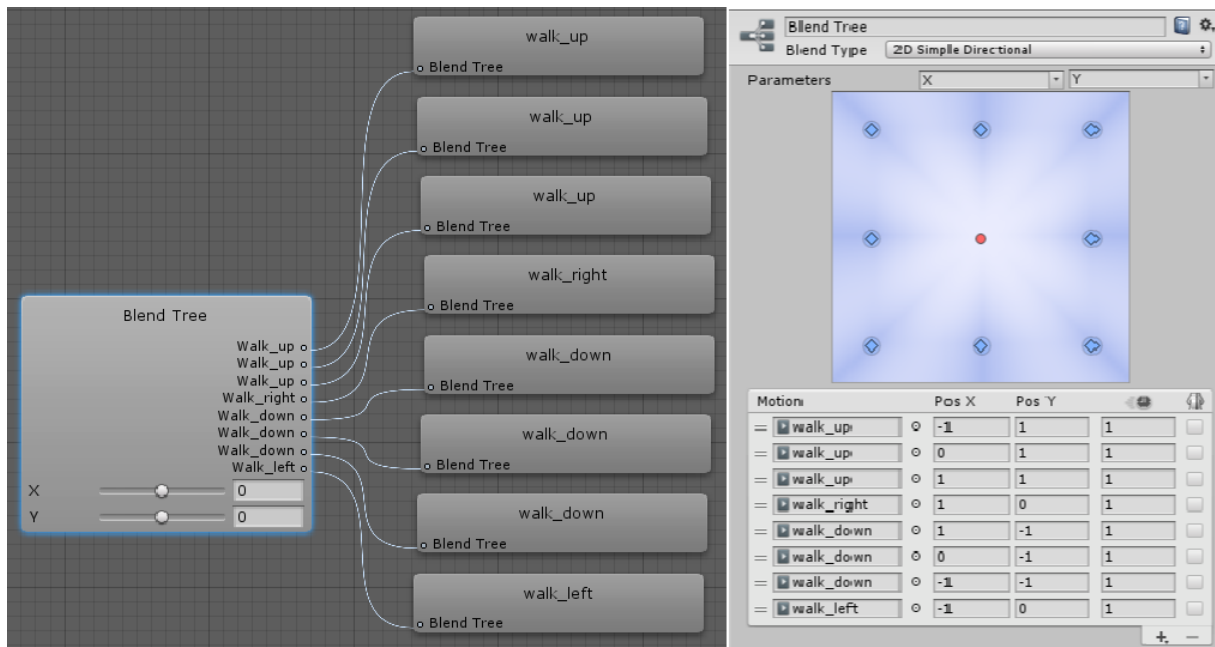 walk_up
Blend Tree
walk_up
Blend Tree
walk_up
Blend Tree
walk_right
Blend Tree
walk_down
Blend Tree
walk_down
Blend Tree
walk_down
Blend Tree
walk_left
Blend Tree
Blend Tree
Walk_up
Walk_up
Walk_up
Walk_right
Walk_down
Walk_down
Walk_down
Walk_left
X 0
Y 0
Blend Tree
Blend Type 2D Simple Directional
Parameters X Y
Motion Pos X Pos Y
walk_up -1 1 1
walk_up 0 1 1
walk_up 1 1 1
walk_right 1 0 1
walk_down 1 -1 1
walk_down 0 -1 1
walk_down -1 -1 1
walk_left -1 0 1